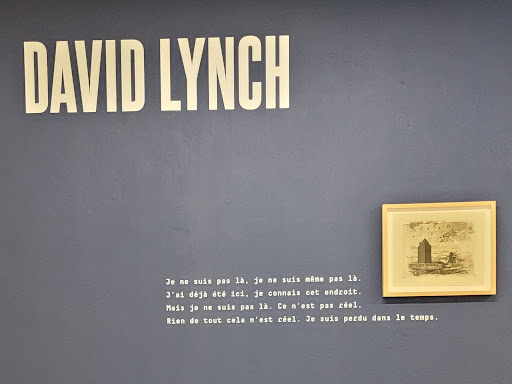 DAVID LYNCH
Je ne suis pas là, je ne suis même pas là.
J'ai déjà été ici, je connais cet endroit.
Mais je ne suis pas là. Ce n'est pas réel.
Rien de tout cela n'est réel. Je suis perdu dans le temps.